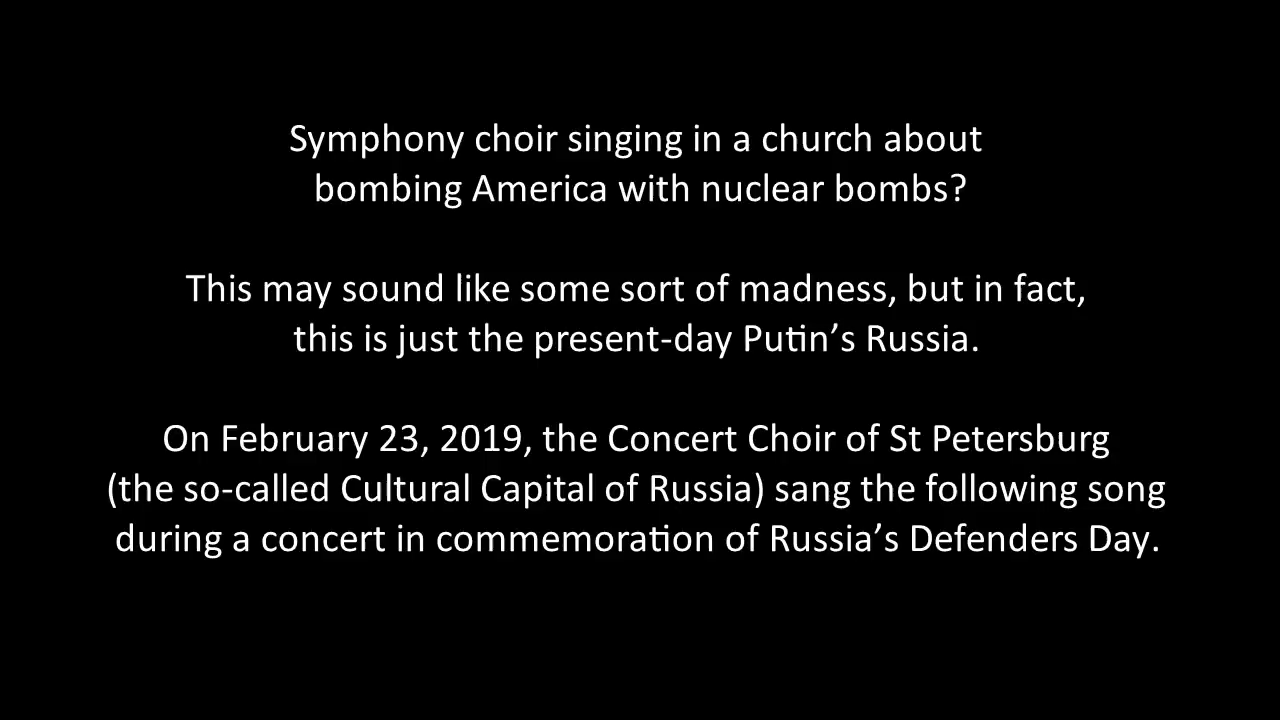 Symphony choir singing in a church about
bombing America with nuclear bombs?
This may sound like some sort of madness, but in fact,
this is just the present-day Putin’s Russia.
On February 23, 2019, the Concert Choir of St Petersburg
(the so-called Cultural Capital of Russia) sang the following song
during a concert in commemoration of Russia’s Defenders Day.